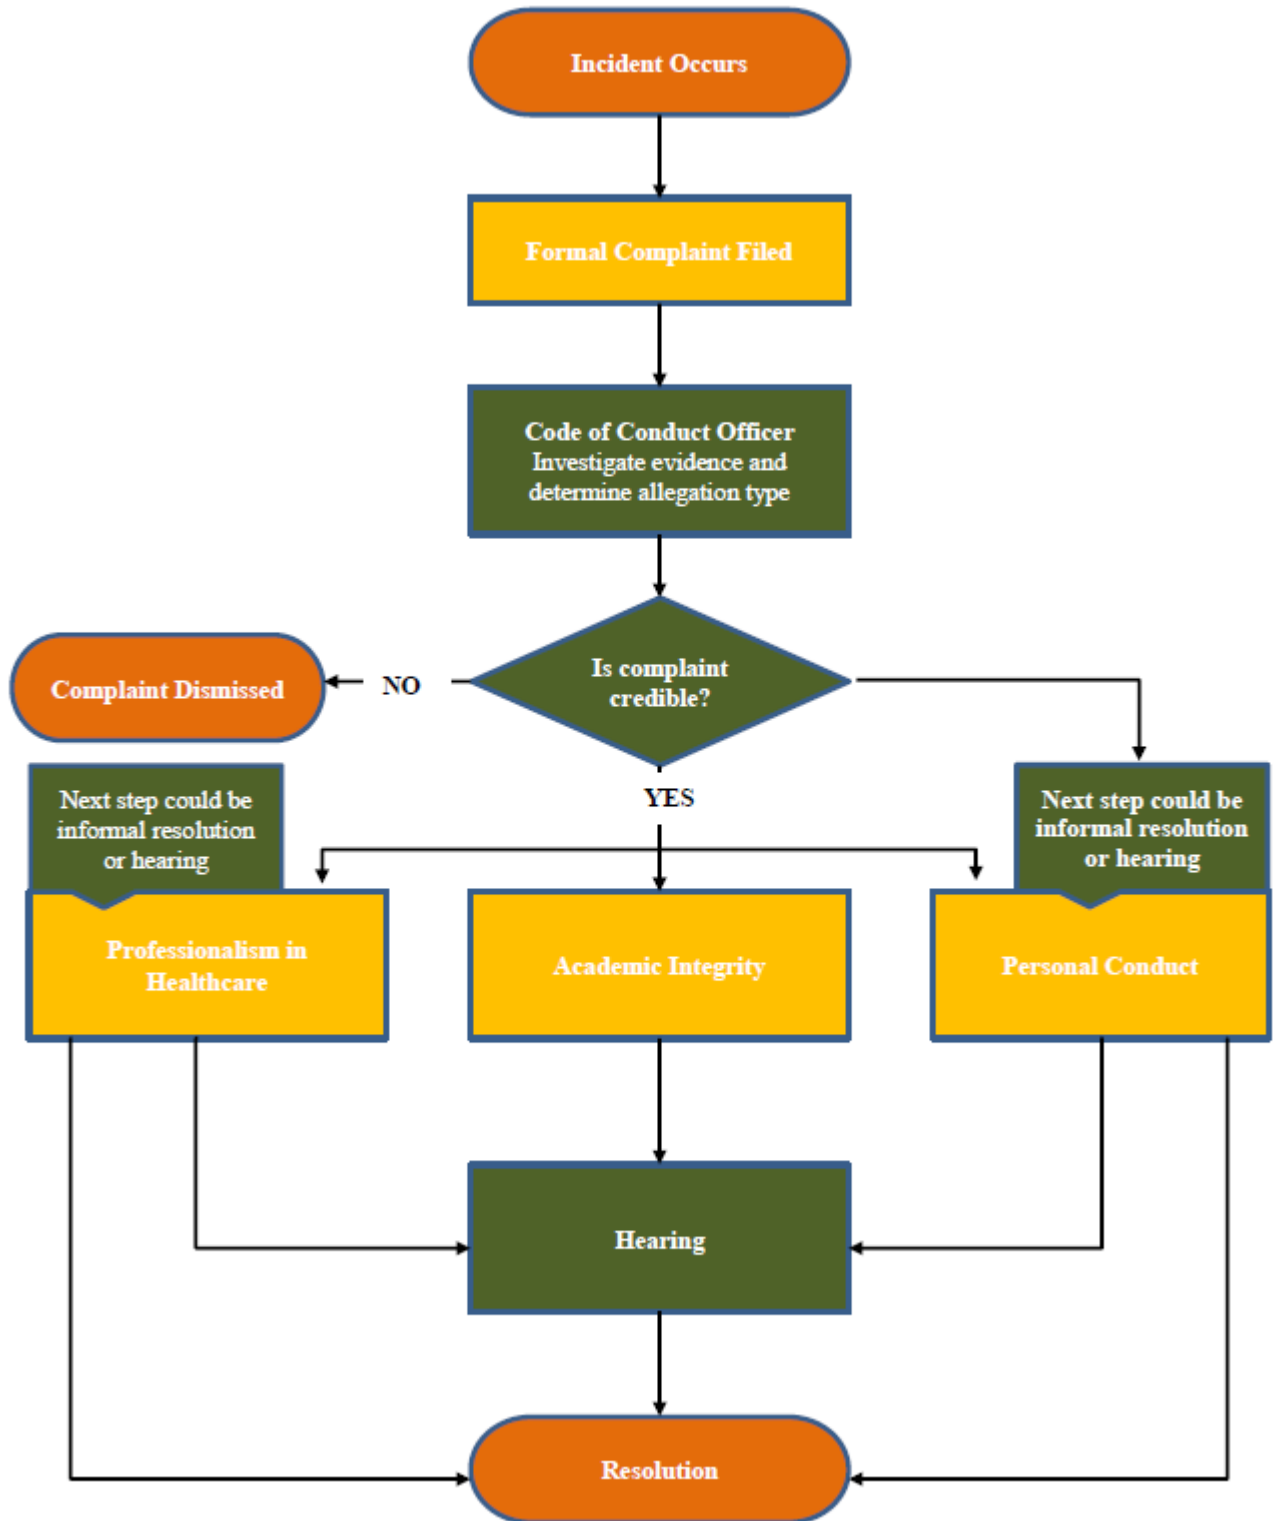 Incident Occurs
Formal Complaint Filed
Code of Conduct Officer
Investigate evidence and
determine allegation type
Is complaint
credible?
NO
Complaint Dismissed
YES
Next step could be
informal resolution
or hearing
Next step could be
informal resolution
or hearing
Professionalism in
Healthcare
Academic Integrity
Personal Conduct
Hearing
Resolution